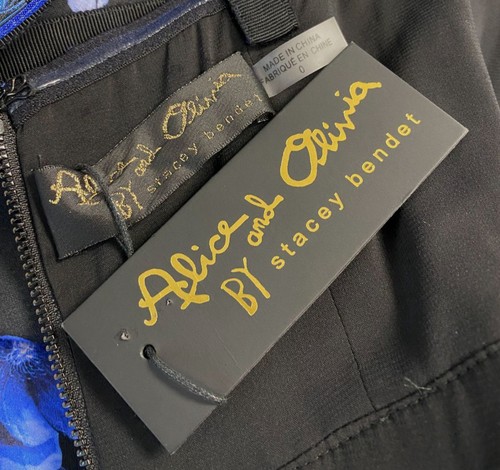 MADE IN CHINA
FABRIQUE EN CHINE
0
Alice and Olivia
BY stacey bendet
Alice and Olivia
BY stacey bendet